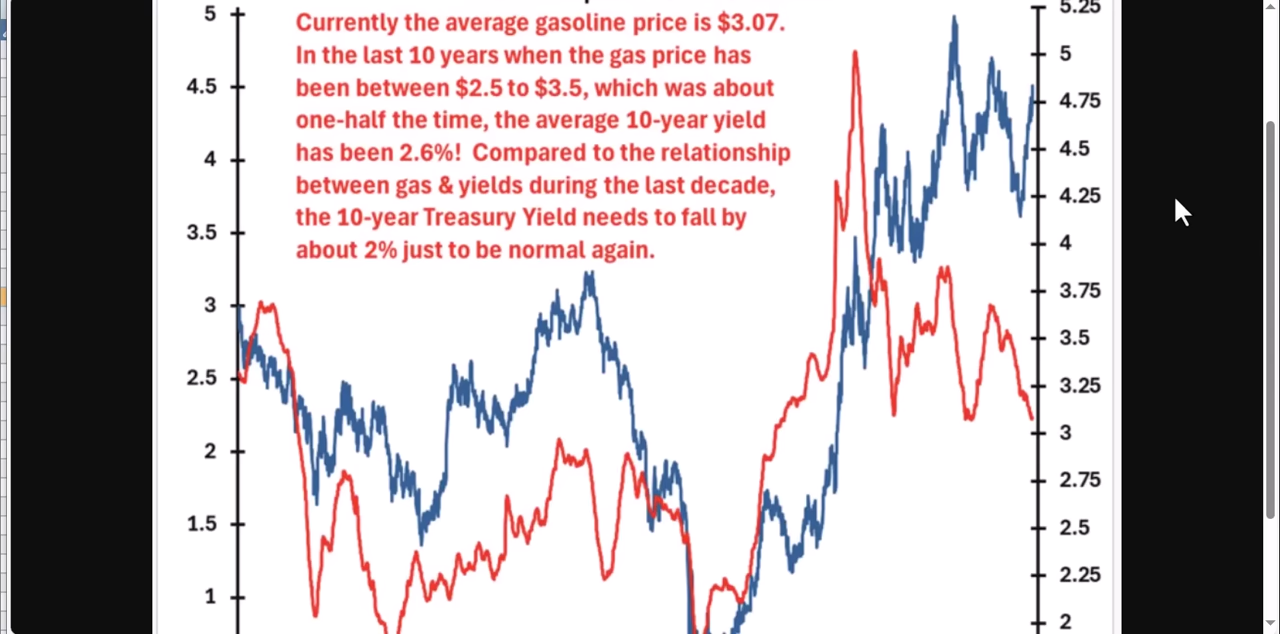 Currently the average gasoline price is $3.07.
In the last 10 years when the gas price has
been between $2.5 to $3.5, which was about
one-half the time, the average 10-year yield
has been 2.6%!  Compared to the relationship
between gas & yields during the last decade,
the 10-year Treasury Yield needs to fall by
about 2% just to be normal again.
5
4.5
4
3.5
3
2.5
2
1.5
1
5.25
5
4.75
4.5
4.25
4
3.75
3.5
3.25
3
2.75
2.5
2.25
2